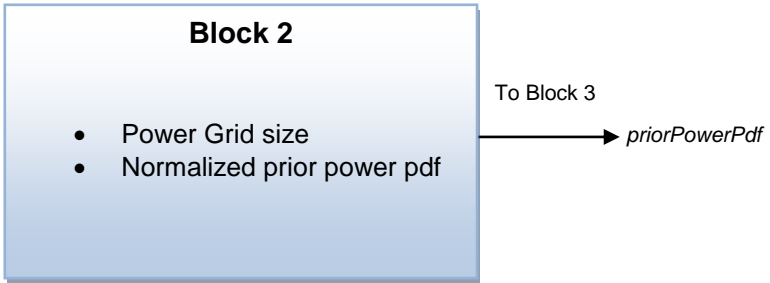 Block 2
To Block 3
• Power Grid size
priorPowerPdf
• Normalized prior power pdf